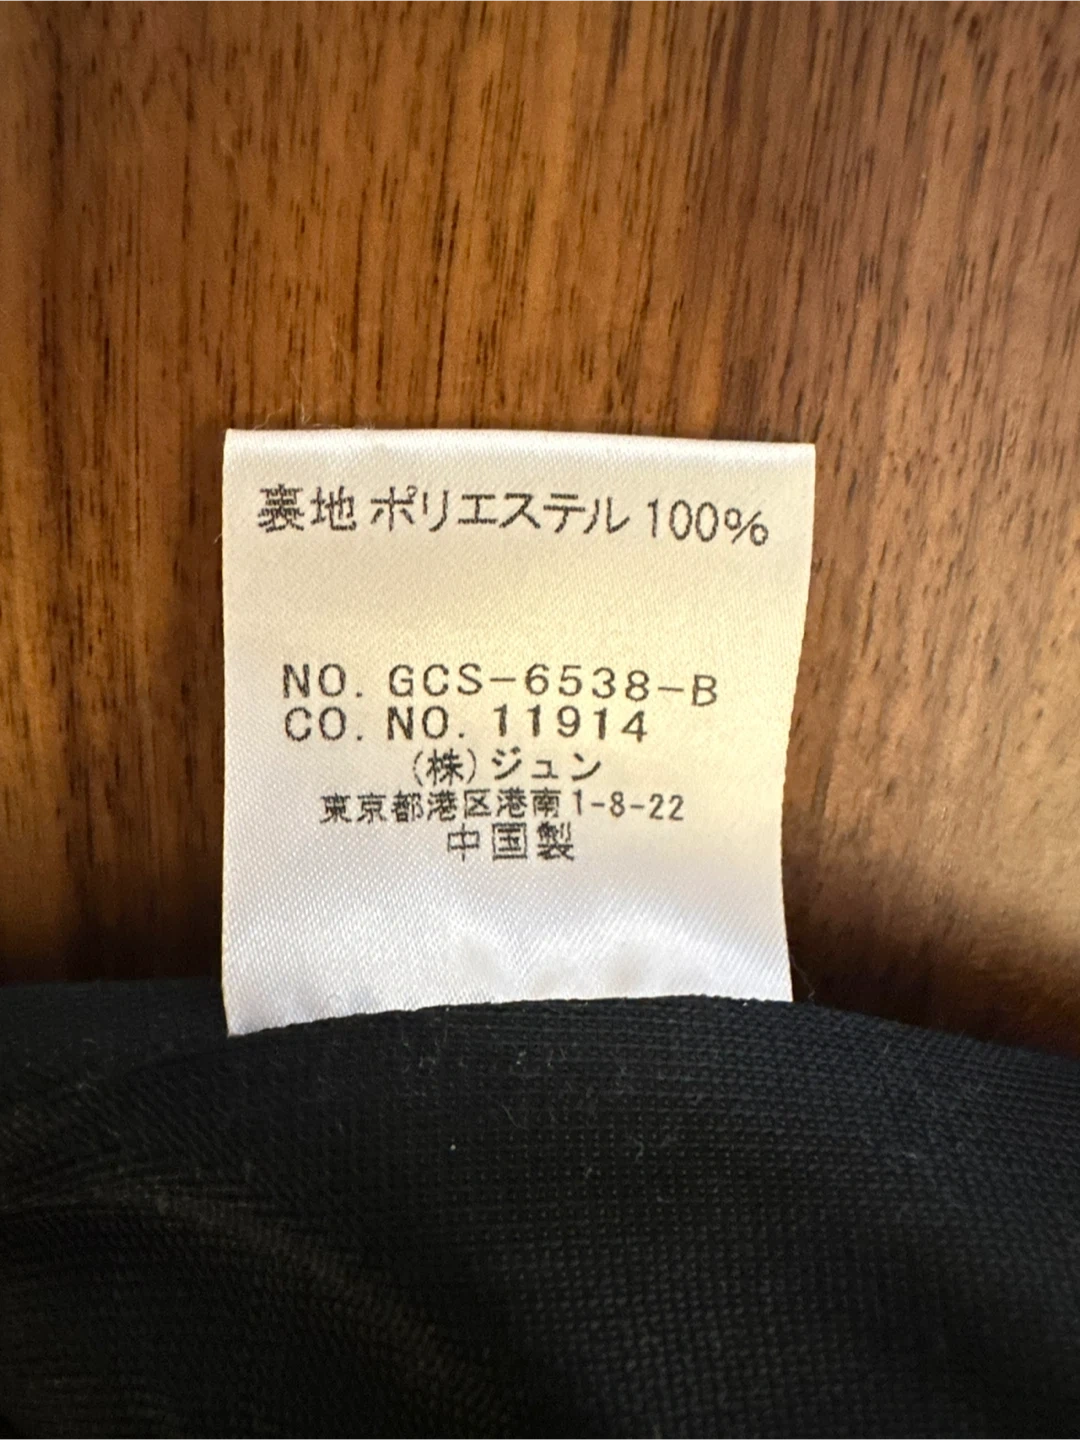 裏地 ポリエステル 100%
NO. GCS-6538-B
CO. NO. 11914
(株)ジュン
東京都港区港南1-8-22
中国製